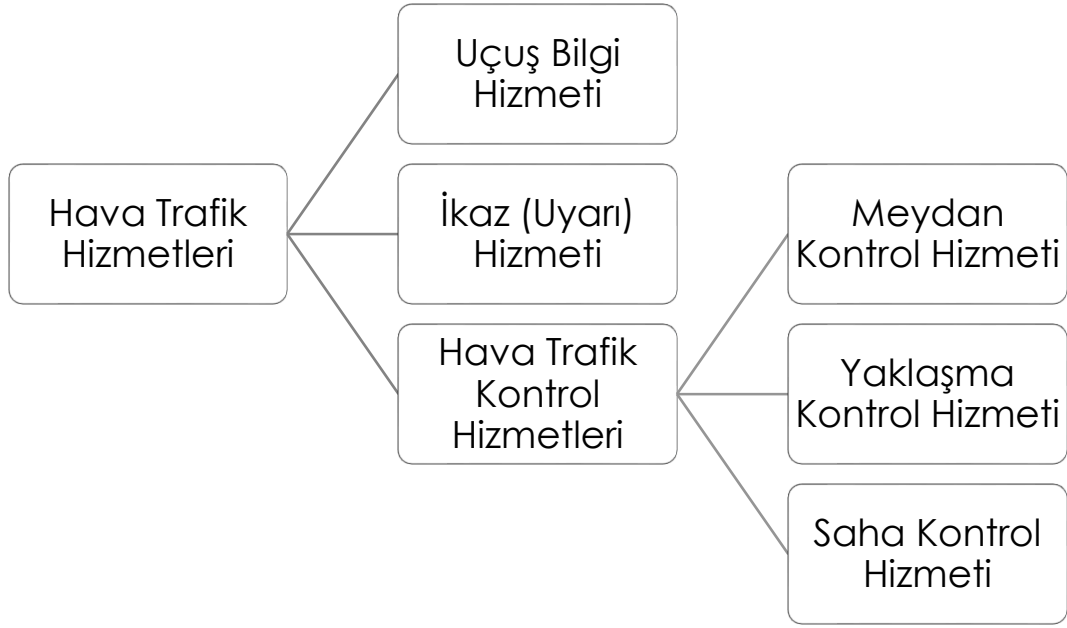 Hava Trafik
Hizmetleri
Uçuş Bilgi
Hizmeti
İkaz (Uyarı)
Hizmeti
Hava Trafik
Kontrol
Hizmetleri
Meydan
Kontrol Hizmeti
Yaklaşma
Kontrol Hizmeti
Saha Kontrol
Hizmeti